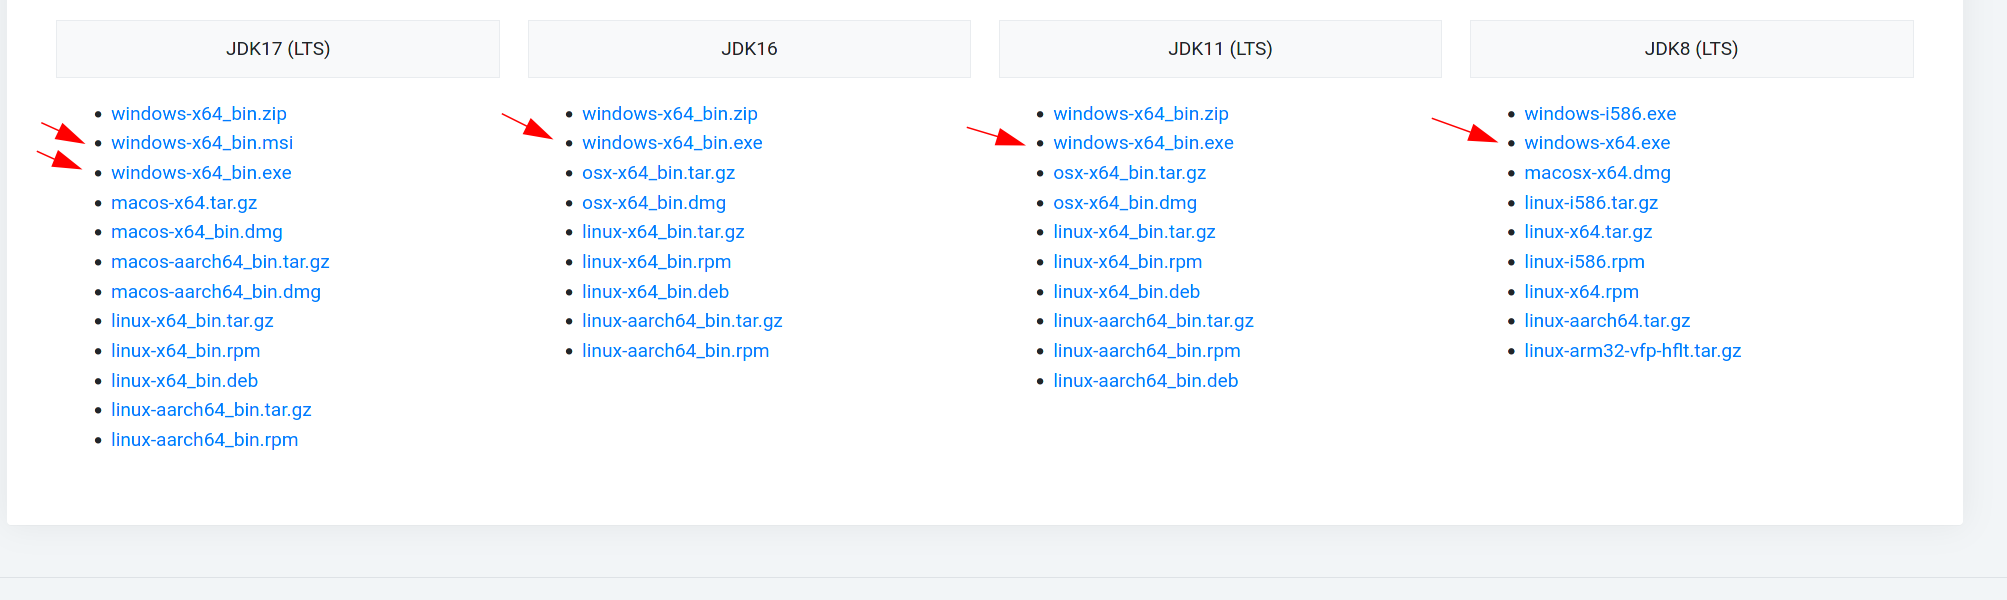 JDK17 (LTS)
windows-x64_bin.zip
windows-x64_bin.msi
windows-x64_bin.exe
macos-x64.tar.gz
macos-x64_bin.dmg
macos-aarch64_bin.tar.gz
macos-aarch64_bin.dmg
linux-x64_bin.tar.gz
linux-x64_bin.rpm
linux-x64_bin.deb
linux-aarch64_bin.tar.gz
linux-aarch64_bin.rpm
JDK16
windows-x64_bin.zip
windows-x64_bin.exe
osx-x64_bin.tar.gz
osx-x64_bin.dmg
linux-x64_bin.tar.gz
linux-x64_bin.rpm
linux-x64_bin.deb
linux-aarch64_bin.tar.gz
linux-aarch64_bin.rpm
JDK11 (LTS)
windows-x64_bin.zip
windows-x64_bin.exe
osx-x64_bin.tar.gz
osx-x64_bin.dmg
linux-x64_bin.tar.gz
linux-x64_bin.rpm
linux-x64_bin.deb
linux-aarch64_bin.tar.gz
linux-aarch64_bin.rpm
linux-aarch64_bin.deb
JDK8 (LTS)
windows-i586.exe
windows-x64.exe
macosx-x64.dmg
linux-i586.tar.gz
linux-x64.tar.gz
linux-i586.rpm
linux-x64.rpm
linux-aarch64.tar.gz
linux-arm32-vfp-hflt.tar.gz